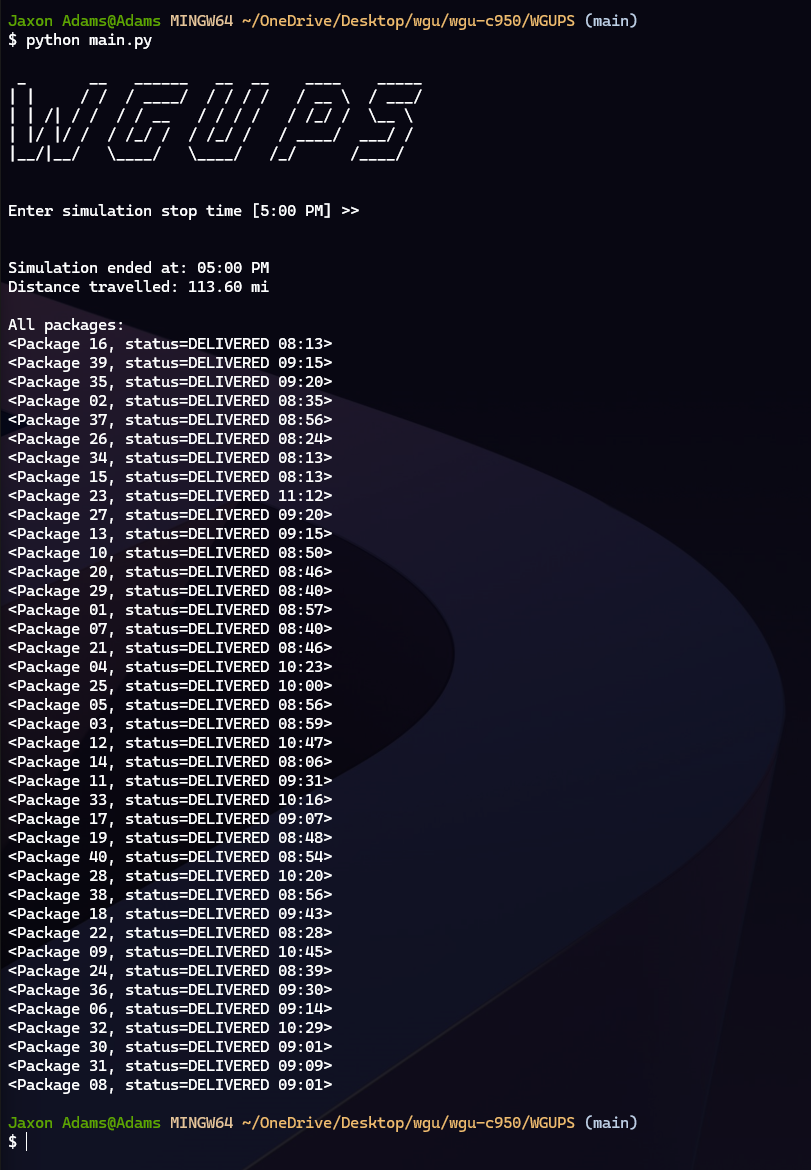 Jaxon Adams@Adams MINGW64 ~/OneDrive/Desktop/wgu/wgu-c950/WGUPS (main)
$ python main.py
WGUPS
Enter simulation stop time [5:00 PM] >>
Simulation ended at: 05:00 PM
Distance travelled: 113.60 mi
All packages:
<Package 16, status=DELIVERED 08:13>
<Package 39, status=DELIVERED 09:15>
<Package 35, status=DELIVERED 09:20>
<Package 02, status=DELIVERED 08:35>
<Package 37, status=DELIVERED 08:56>
<Package 26, status=DELIVERED 08:24>
<Package 34, status=DELIVERED 08:13>
<Package 15, status=DELIVERED 08:13>
<Package 23, status=DELIVERED 11:12>
<Package 27, status=DELIVERED 09:20>
<Package 13, status=DELIVERED 09:15>
<Package 10, status=DELIVERED 08:50>
<Package 20, status=DELIVERED 08:46>
<Package 29, status=DELIVERED 08:40>
<Package 01, status=DELIVERED 08:57>
<Package 07, status=DELIVERED 08:40>
<Package 21, status=DELIVERED 08:46>
<Package 04, status=DELIVERED 10:23>
<Package 25, status=DELIVERED 10:00>
<Package 05, status=DELIVERED 08:56>
<Package 03, status=DELIVERED 08:59>
<Package 12, status=DELIVERED 10:47>
<Package 14, status=DELIVERED 08:06>
<Package 11, status=DELIVERED 09:31>
<Package 33, status=DELIVERED 10:16>
<Package 17, status=DELIVERED 09:07>
<Package 19, status=DELIVERED 08:48>
<Package 40, status=DELIVERED 08:54>
<Package 28, status=DELIVERED 10:20>
<Package 38, status=DELIVERED 08:56>
<Package 18, status=DELIVERED 09:43>
<Package 22, status=DELIVERED 08:28>
<Package 09, status=DELIVERED 10:45>
<Package 24, status=DELIVERED 08:39>
<Package 36, status=DELIVERED 09:30>
<Package 06, status=DELIVERED 09:14>
<Package 32, status=DELIVERED 10:29>
<Package 30, status=DELIVERED 09:01>
<Package 31, status=DELIVERED 09:09>
<Package 08, status=DELIVERED 09:01>
Jaxon Adams@Adams MINGW64 ~/OneDrive/Desktop/wgu/wgu-c950/WGUPS (main)
$